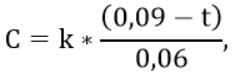 C = k * (0,09 − t) / 0,06,